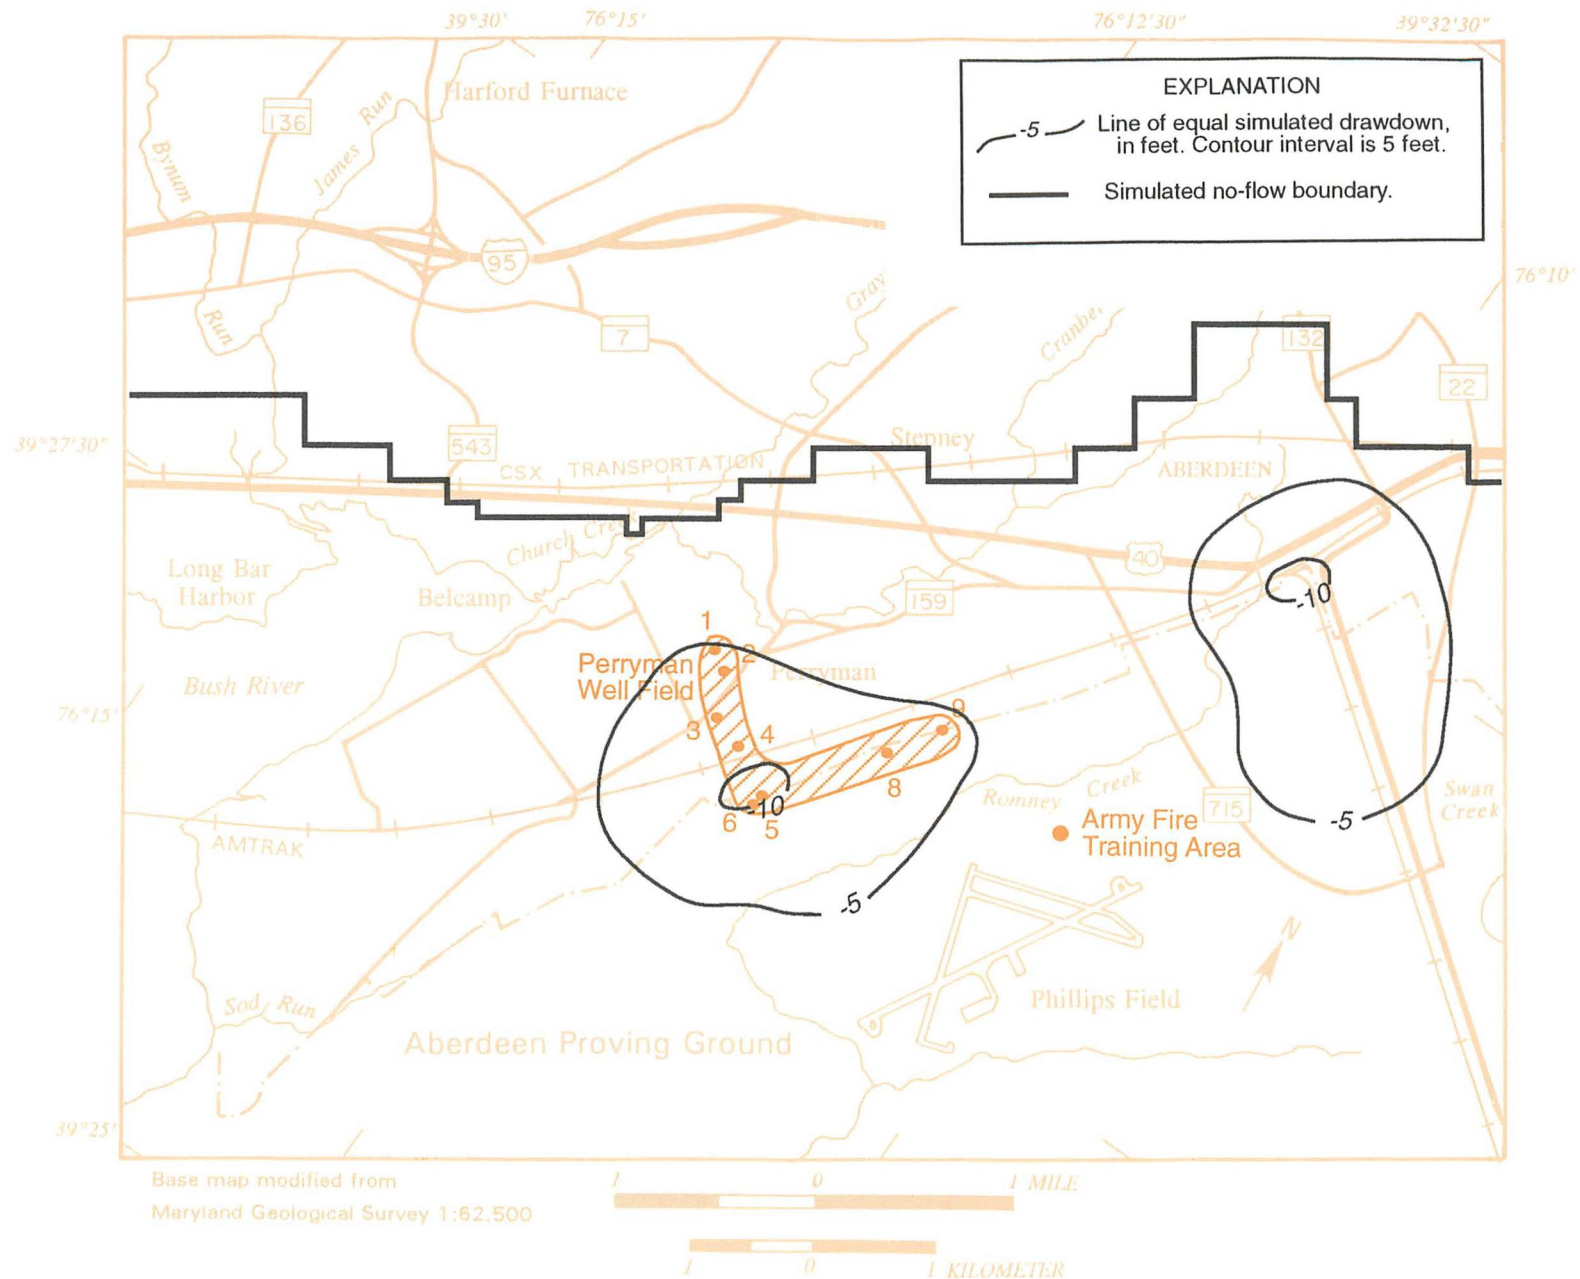 39°30'
76°15'
76°12'30"
39°32'30"
Harford Furnace
136
James Run
Bynum
Run
EXPLANATION
-5 Line of equal simulated drawdown,
in feet. Contour interval is 5 feet.
Simulated no-flow boundary.
95
76°10'
7
Gray
Cranbe
132
22
39°27'30"
543
CSX TRANSPORTATION
Stepney
ABERDEEN
Church Creek
40
Long Bar
Harbor
Belcamp
159
-10
1
2
Perryman
Well Field
Perryman
Bush River
76°15'
3
4
9
8
-10
6
5
Romney Creek
715
Swan
Creek
Army Fire
Training Area
-5
AMTRAK
-5
N
Sod Run
Phillips Field
Aberdeen Proving Ground
39°25'
Base map modified from
Maryland Geological Survey 1:62,500
1 0 1 MILE
1 0 1 KILOMETER